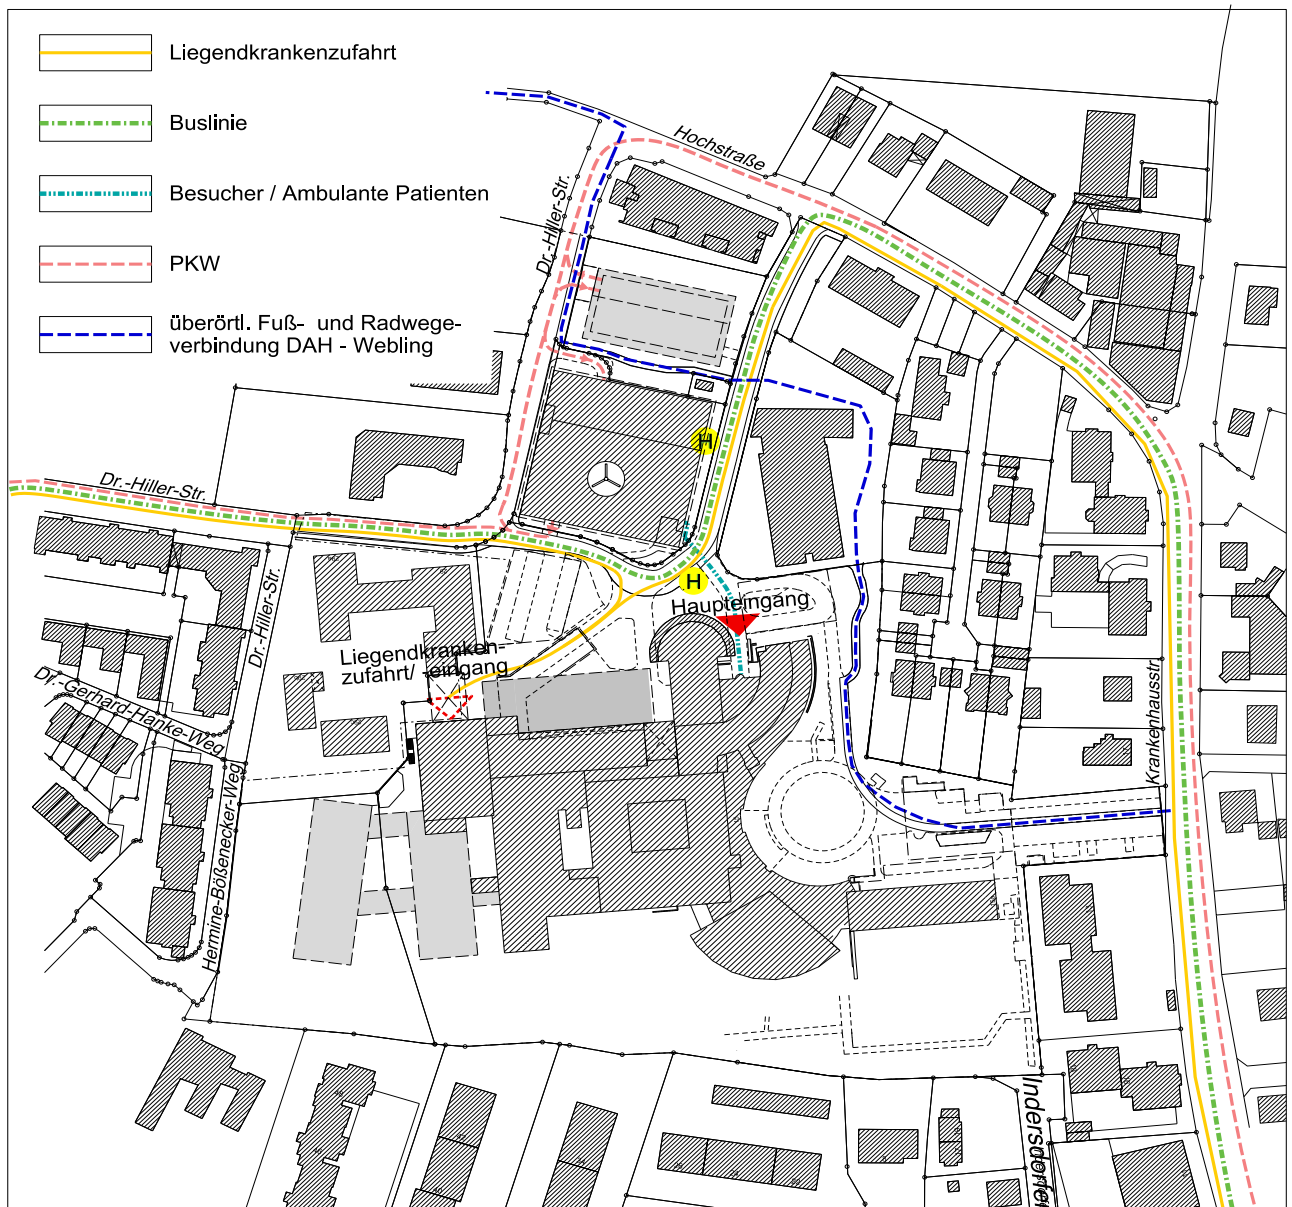 Liegendkrankenzufahrt
Buslinie
Besucher / Ambulante Patienten
PKW
überörtl. Fuß- und Radwege-
verbindung DAH - Webling
Hochstraße
Dr.-Hiller-Str.
Dr.-Hiller-Str.
H
H
Haupteingang
Liegendkranken-
zufahrt/ -eingang
Dr.-Hiller-Str.
Dr.-Gerhard-Hanke-Weg
Hermine-Bößenecker-Weg
Krankenhausstr.
Indersdorfer